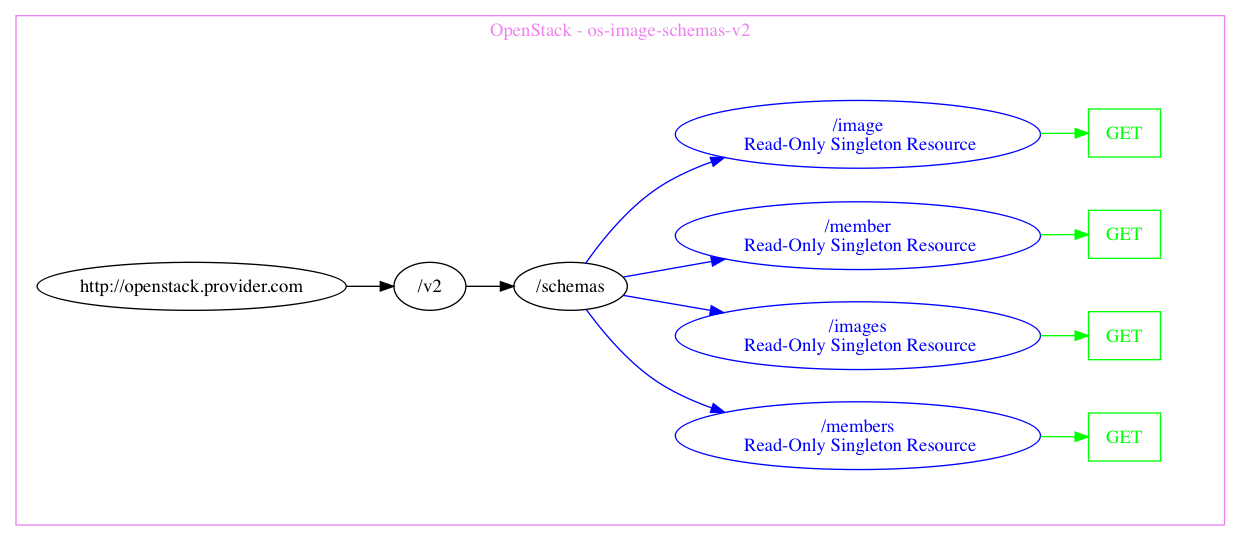 OpenStack - os-image-schemas-v2
http://openstack.provider.com
/v2
/schemas
/image
Read-Only Singleton Resource
GET
/member
Read-Only Singleton Resource
GET
/images
Read-Only Singleton Resource
GET
/members
Read-Only Singleton Resource
GET